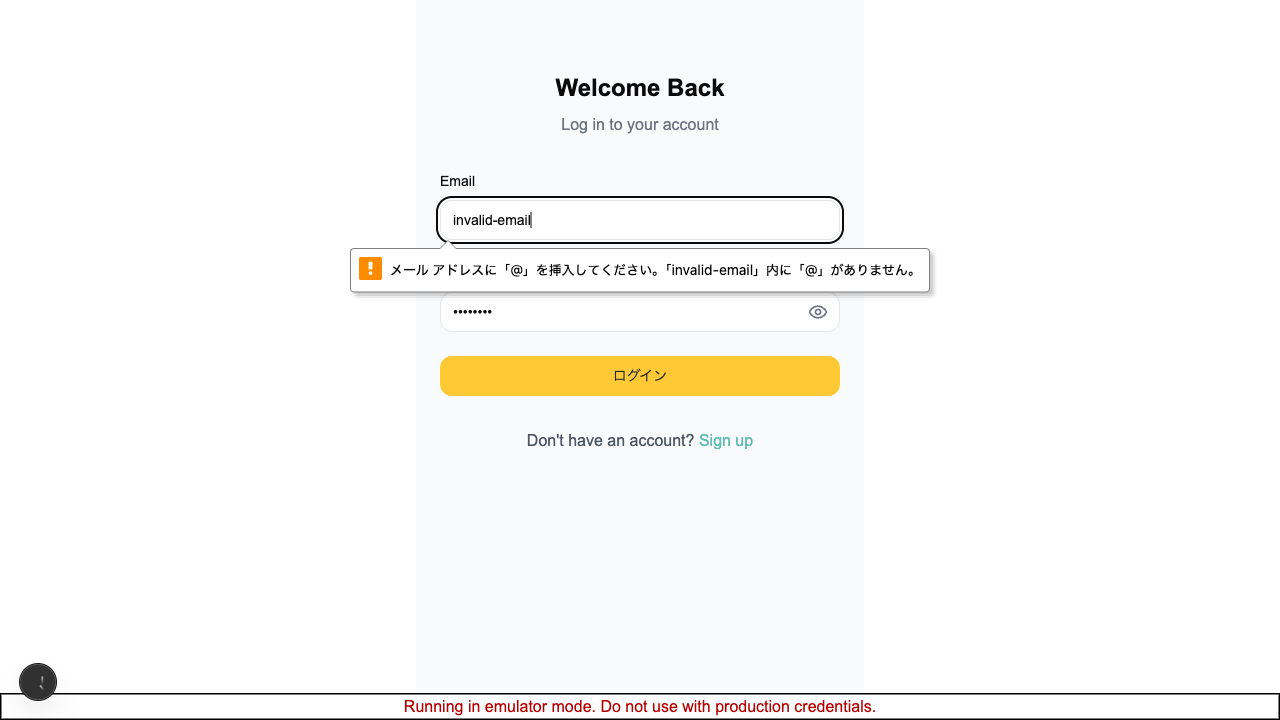 Welcome Back
Log in to your account
Email
invalid-email
メール アドレスに「@」を挿入してください。「invalid-email」内に「@」がありません。
••••••••
ログイン
Don't have an account? Sign up
Running in emulator mode. Do not use with production credentials.